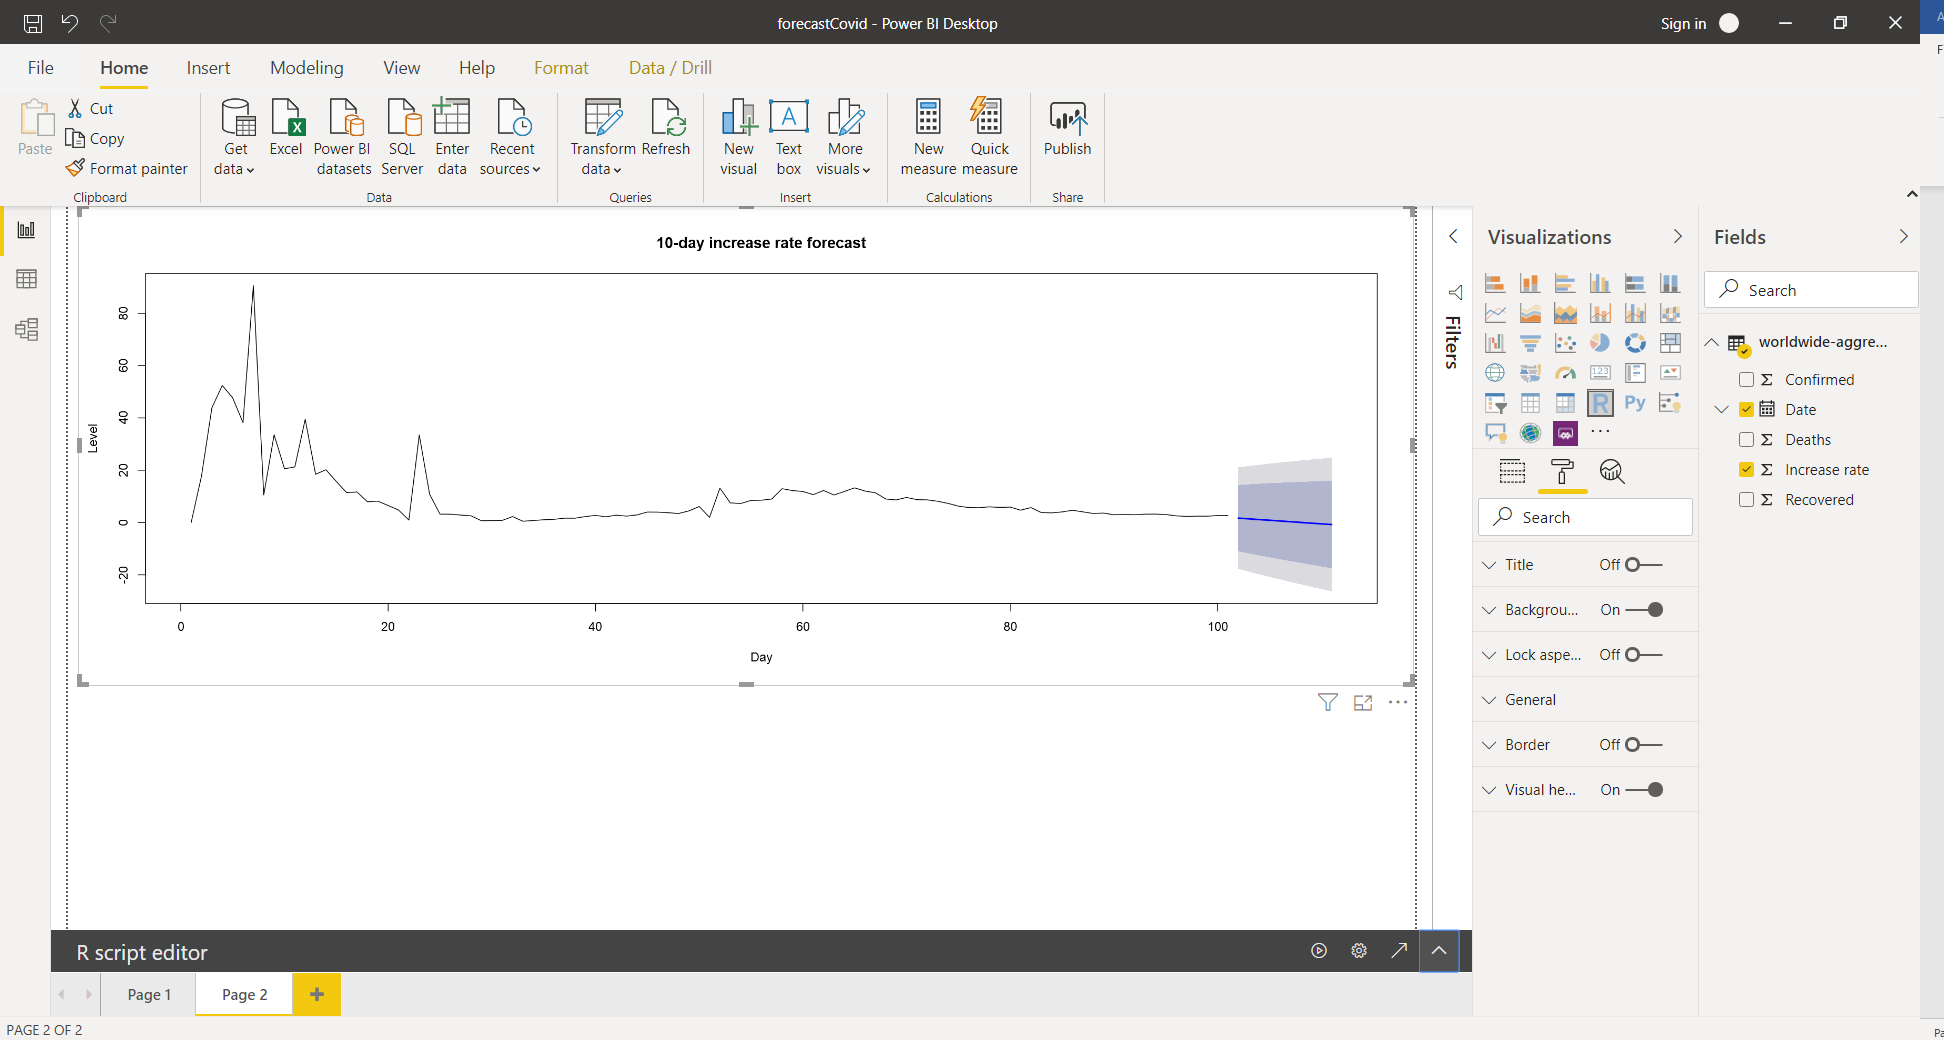 forecastCovid - Power BI Desktop
Sign in
File Home Insert Modeling View Help Format Data / Drill
Paste
Cut
Copy
Format painter
Clipboard
Get data
Excel
Power BI datasets
SQL Server
Enter data
Recent sources
Data
Transform data
Refresh
Queries
New visual
Text box
More visuals
Insert
New measure
Quick measure
Calculations
Publish
Share
10-day increase rate forecast
Level
80
60
40
20
0
-20
0 20 40 60 80 100
Day
Filters
Visualizations
123
R
Py
Search
Title Off
Backgrou... On
Lock aspe... Off
General
Border Off
Visual he... On
Fields
Search
worldwide-aggre...
Σ Confirmed
Date
Σ Deaths
Σ Increase rate
Σ Recovered
R script editor
Page 1
Page 2
PAGE 2 OF 2